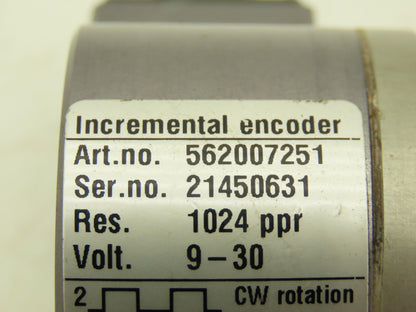 Incremental encoder
Art.no. 562007251
Ser.no. 21450631
Res. 1024 ppr
Volt. 9–30
2 CW rotation